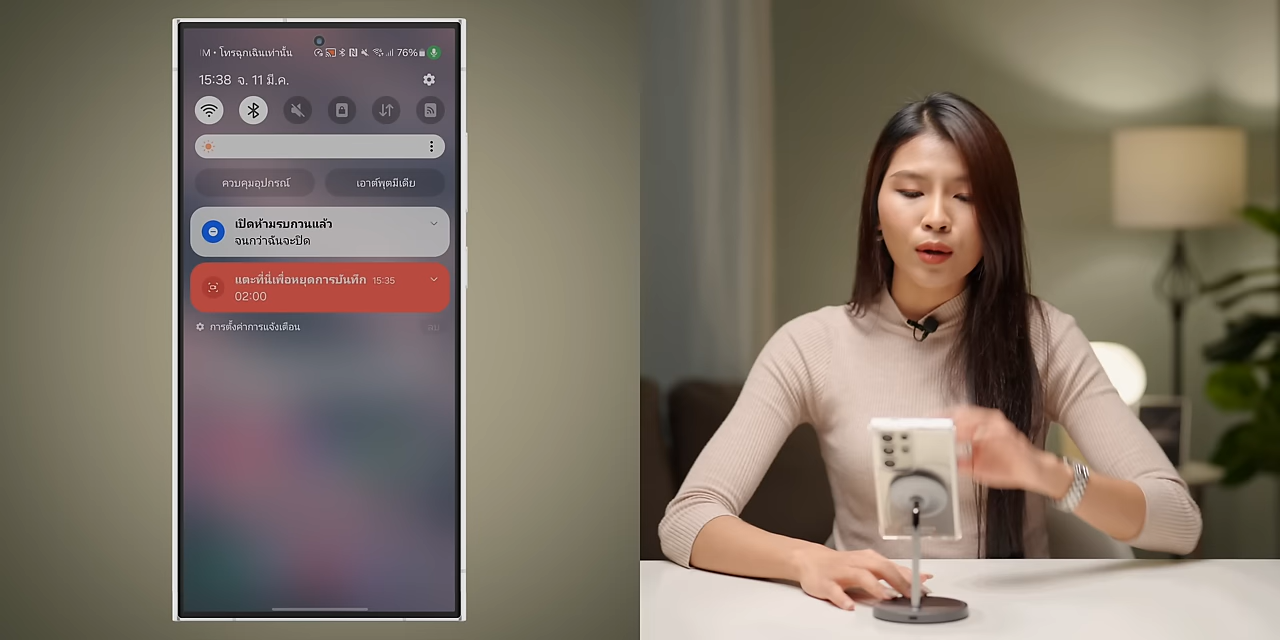 M • โทรฉุกเฉินเท่านั้น
76%
15:38 จ. 11 มี.ค.
ควบคุมอุปกรณ์
เอาต์พุตมีเดีย
เปิดห้ามรบกวนแล้ว
จนกว่าฉันจะปิด
แตะที่นี่เพื่อหยุดการบันทึก 15:35
02:00
การตั้งค่าการแจ้งเตือน
ลบ